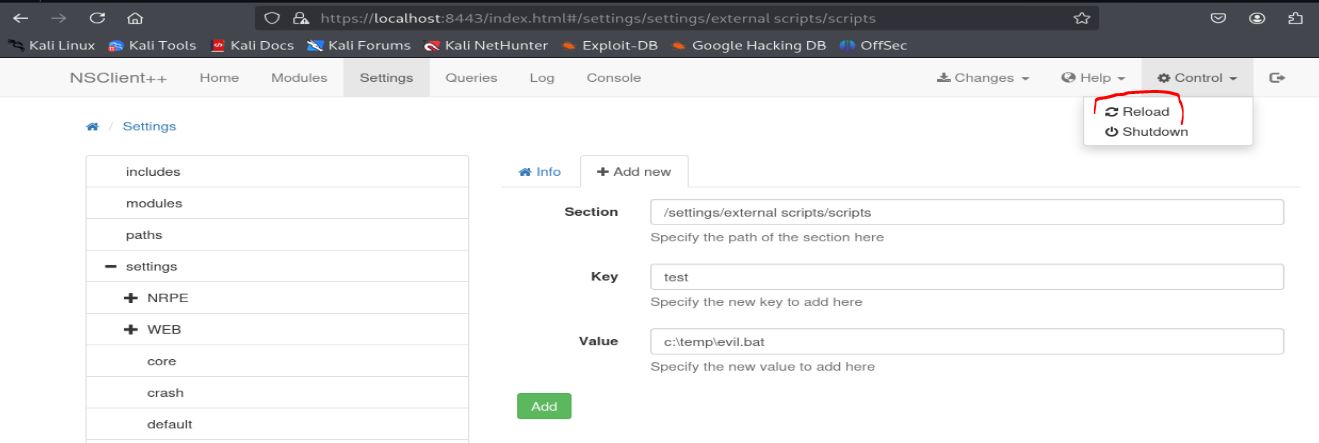 https://localhost:8443/index.html#/settings/settings/external scripts/scripts
Kali Linux Kali Tools Kali Docs Kali Forums Kali NetHunter Exploit-DB Google Hacking DB OffSec
NSClient++ Home Modules Settings Queries Log Console Changes Help Control
Reload
Shutdown
/ Settings
includes
modules
paths
settings
NRPE
WEB
core
crash
default
Info Add new
Section /settings/external scripts/scripts
Specify the path of the section here
Key test
Specify the new key to add here
Value c:\temp\evil.bat
Specify the new value to add here
Add